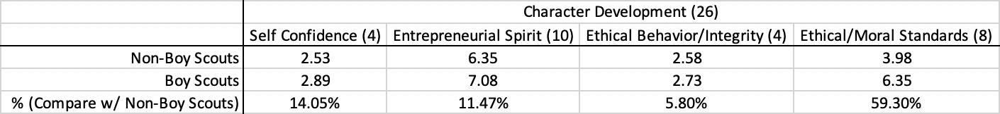 Character Development (26)
Self Confidence (4) Entrepreneurial Spirit (10) Ethical Behavior/Integrity (4) Ethical/Moral Standards (8)
Non-Boy Scouts 2.53 6.35 2.58 3.98
Boy Scouts 2.89 7.08 2.73 6.35
% (Compare w/ Non-Boy Scouts) 14.05% 11.47% 5.80% 59.30%